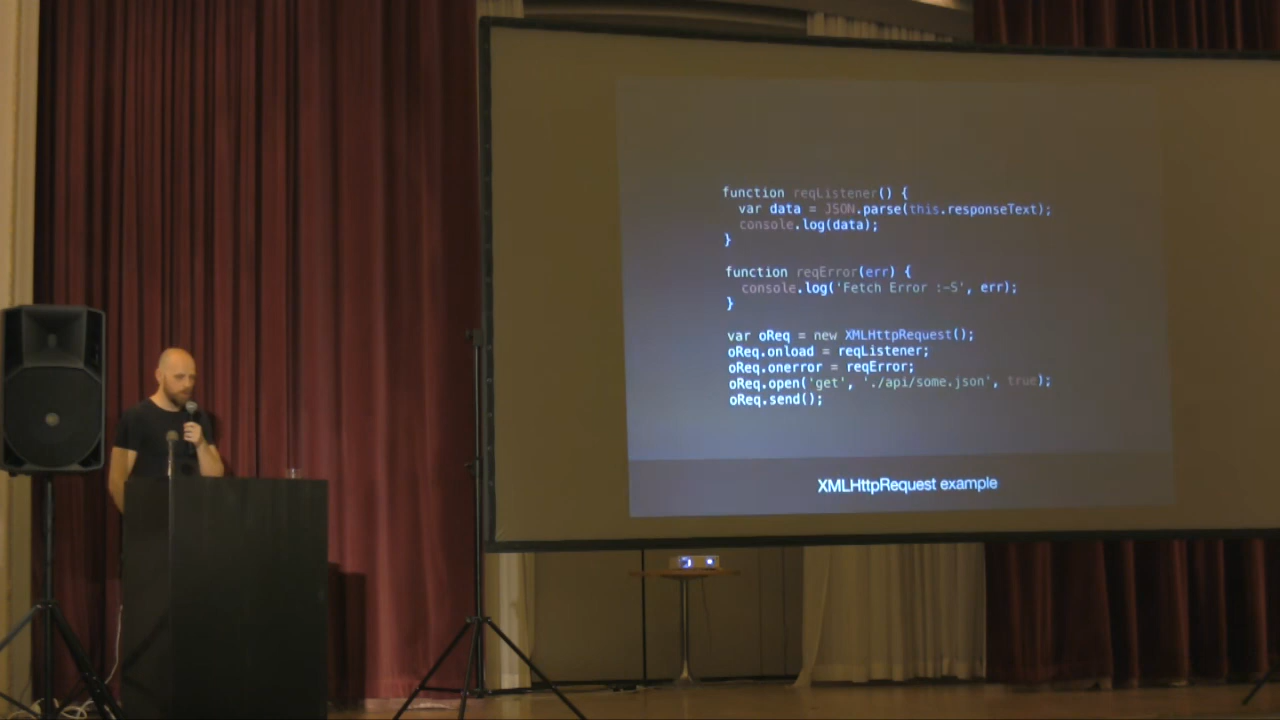 function reqListener() {
var data = JSON.parse(this.responseText);
console.log(data);
}
function reqError(err) {
console.log('Fetch Error :-S', err);
}
var oReq = new XMLHttpRequest();
oReq.onload = reqListener;
oReq.onerror = reqError;
oReq.open('get', './api/some.json', true);
oReq.send();
XMLHttpRequest example